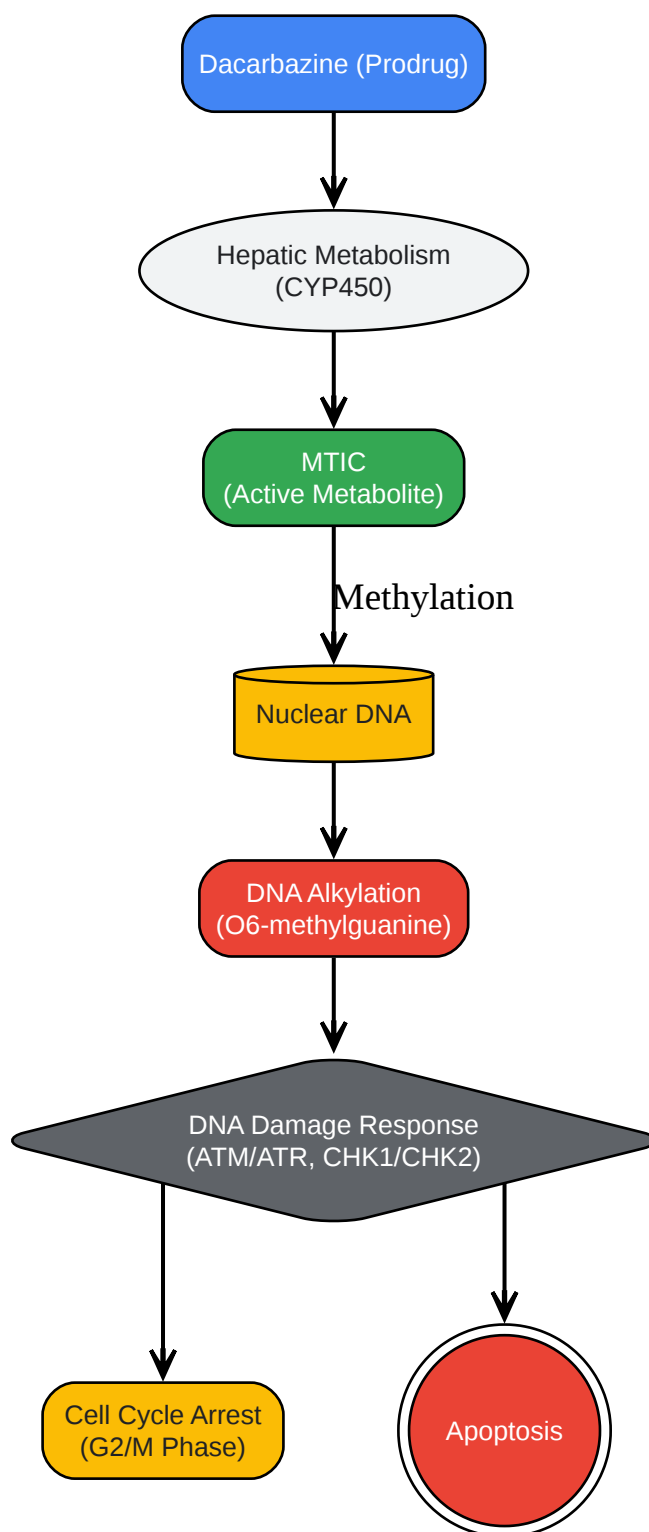 Dacarbazine (Prodrug)
Hepatic Metabolism
(CYP450)
MTIC
(Active Metabolite)
Methylation
Nuclear DNA
DNA Alkylation
(O6-methylguanine)
DNA Damage Response
(ATM/ATR, CHK1/CHK2)
Cell Cycle Arrest
(G2/M Phase)
Apoptosis